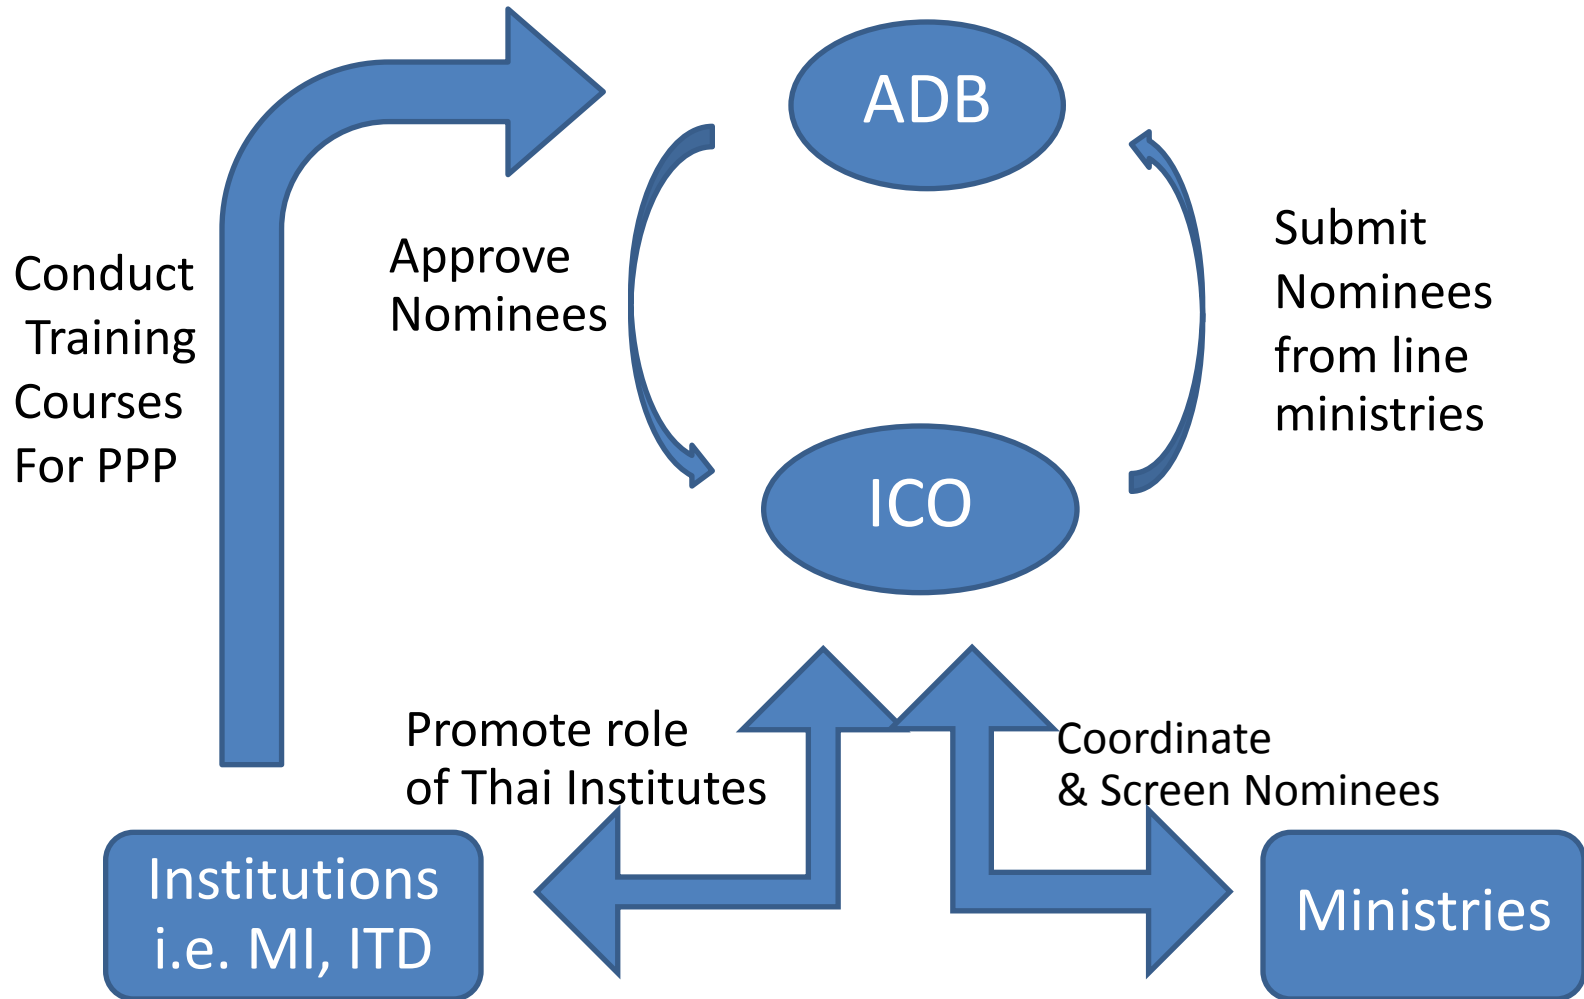 ADB
Conduct
Training
Courses
For PPP
Approve
Nominees
Submit
Nominees
from line
ministries
ICO
Promote role
of Thai Institutes
Coordinate
& Screen Nominees
Institutions
i.e. MI, ITD
Ministries